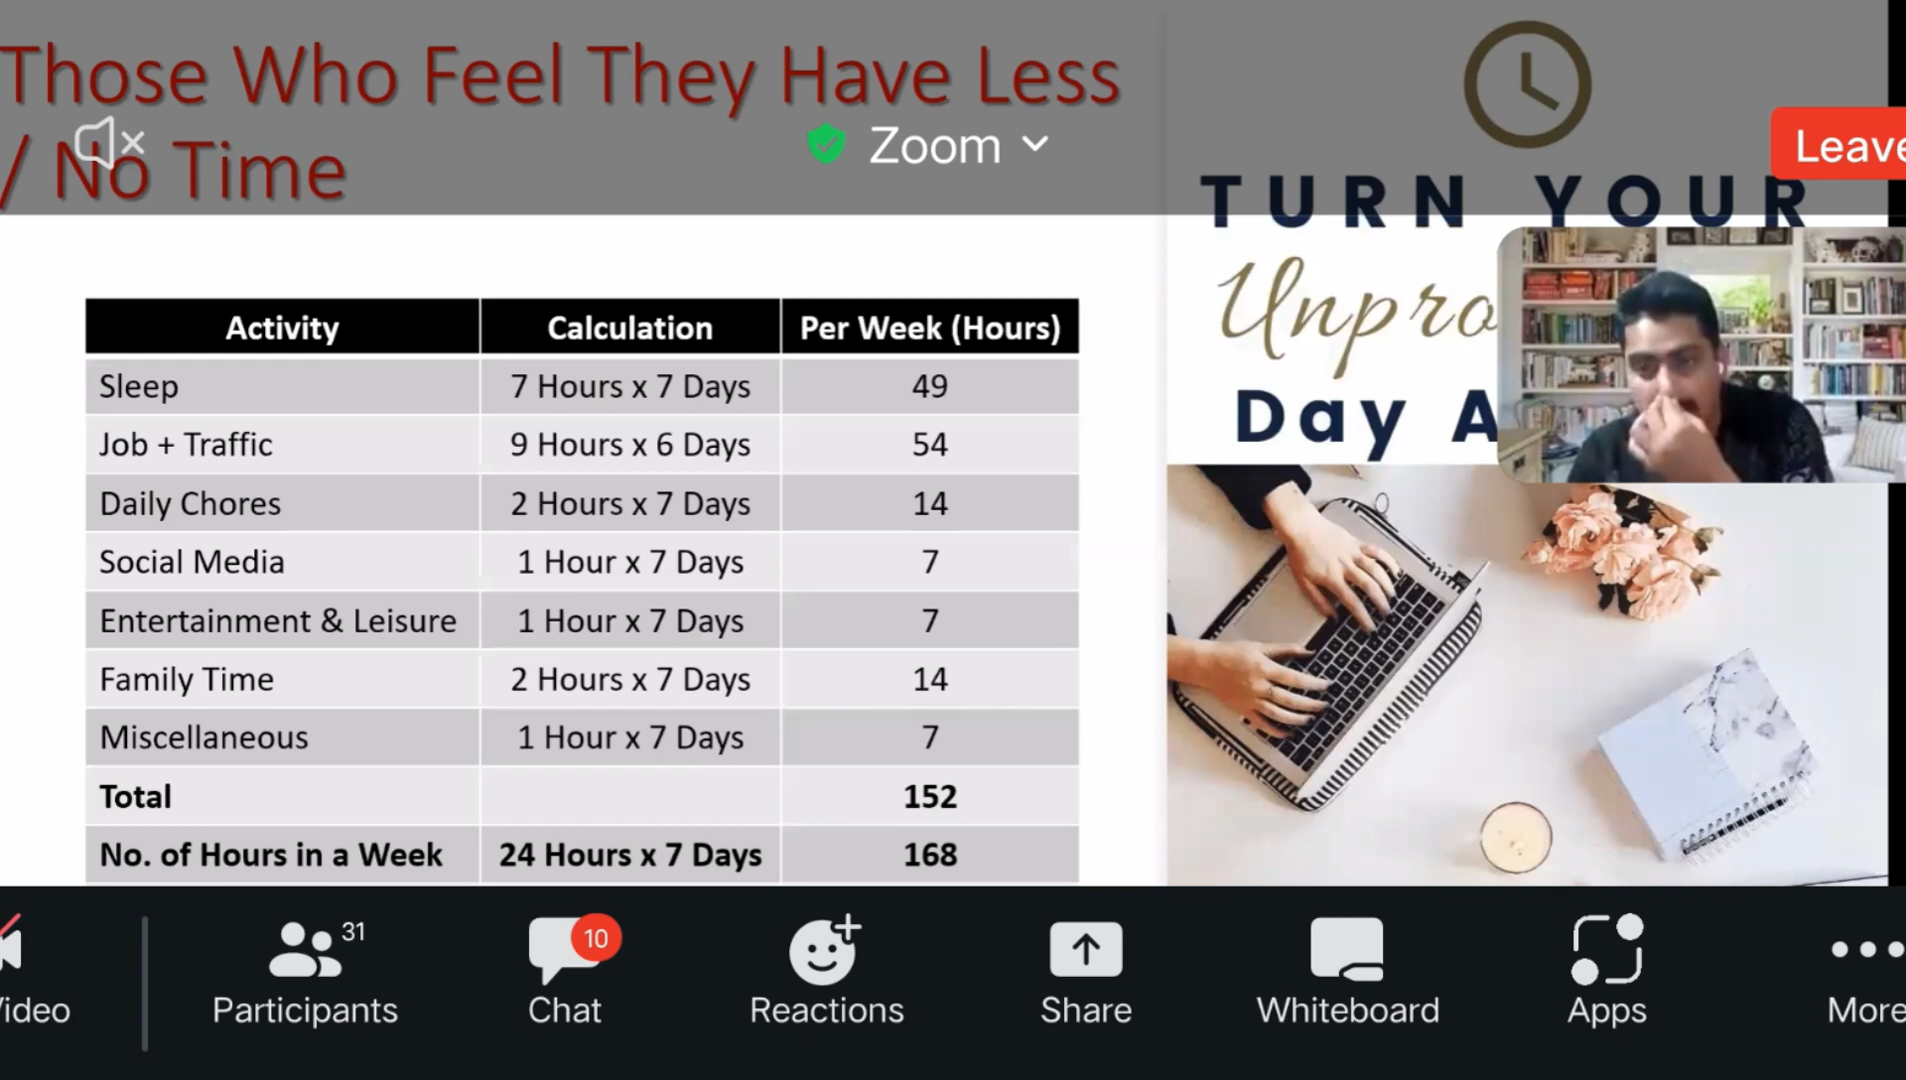 Those Who Feel They Have Less
/ No Time
Zoom
Leave
TURN YOUR
Unpro
Day A
Activity Calculation Per Week (Hours)
Sleep 7 Hours x 7 Days 49
Job + Traffic 9 Hours x 6 Days 54
Daily Chores 2 Hours x 7 Days 14
Social Media 1 Hour x 7 Days 7
Entertainment & Leisure 1 Hour x 7 Days 7
Family Time 2 Hours x 7 Days 14
Miscellaneous 1 Hour x 7 Days 7
Total 152
No. of Hours in a Week 24 Hours x 7 Days 168
31
10
Video Participants Chat Reactions Share Whiteboard Apps More